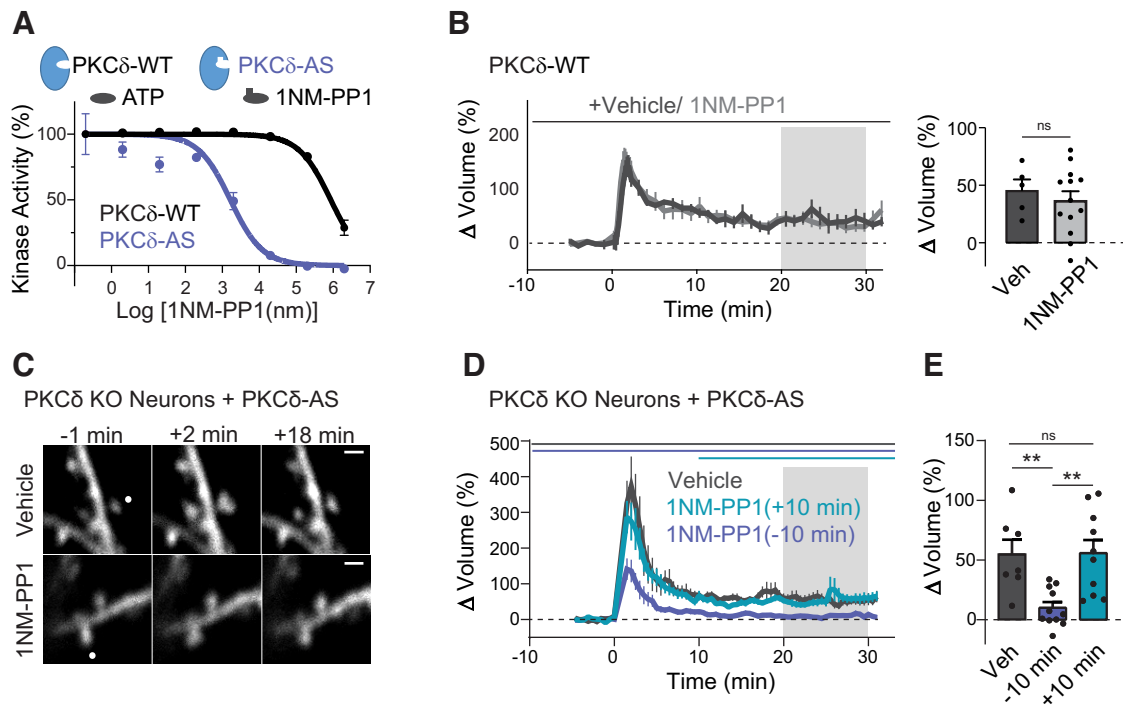 A
PKCδ-WT
PKCδ-AS
ATP
1NM-PP1
Kinase Activity (%)
100
50
0
PKCδ-WT
PKCδ-AS
0 1 2 3 4 5 6 7
Log [1NM-PP1(nm)]
B
PKCδ-WT
+Vehicle/ 1NM-PP1
Δ Volume (%)
200
100
0
-10 0 10 20 30
Time (min)
Δ Volume (%)
100
50
0
ns
Veh
1NM-PP1
C
PKCδ KO Neurons + PKCδ-AS
-1 min +2 min +18 min
Vehicle
1NM-PP1
D
PKCδ KO Neurons + PKCδ-AS
Δ Volume (%)
500
400
300
200
100
0
Vehicle
1NM-PP1(+10 min)
1NM-PP1(-10 min)
-10 0 10 20 30
Time (min)
E
Δ Volume (%)
150
100
50
0
ns
**
**
Veh
-10 min
+10 min